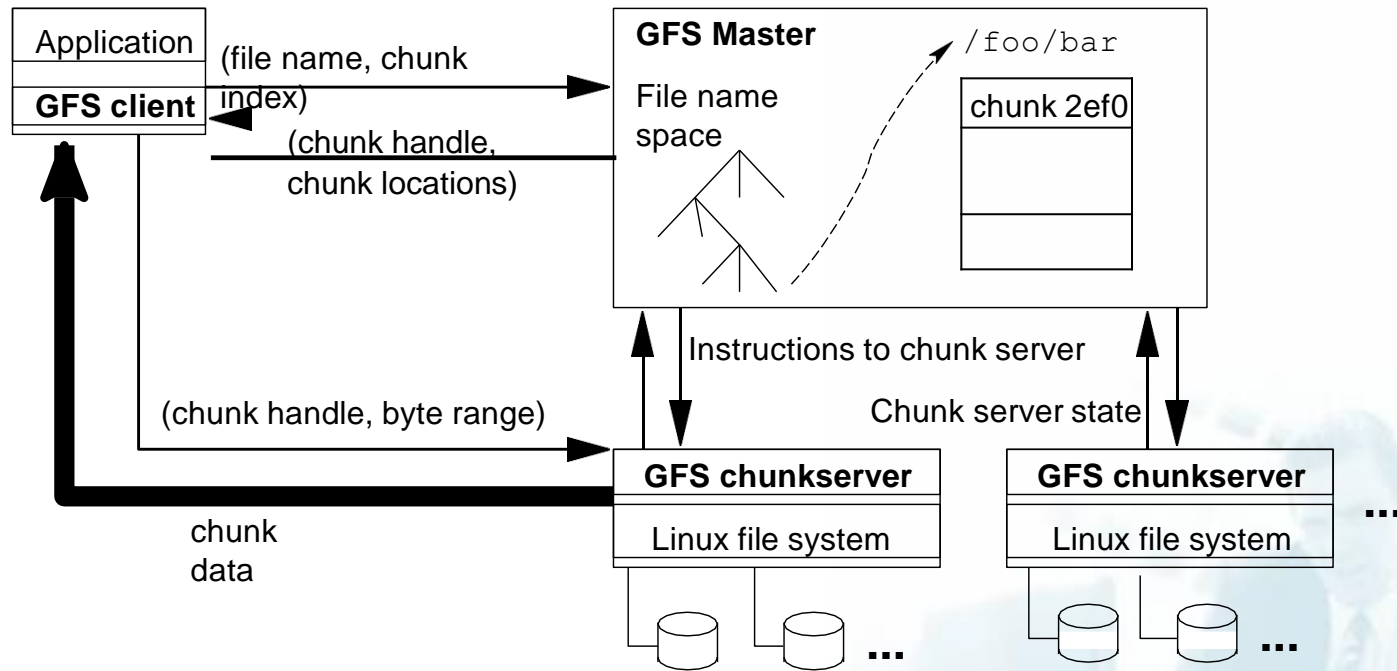 Application
GFS client
(file name, chunk
index)
(chunk handle,
chunk locations)
GFS Master
File name
space
/foo/bar
chunk 2ef0
Instructions to chunk server
Chunk server state
(chunk handle, byte range)
chunk
data
GFS chunkserver
Linux file system
...
GFS chunkserver
Linux file system
...
...